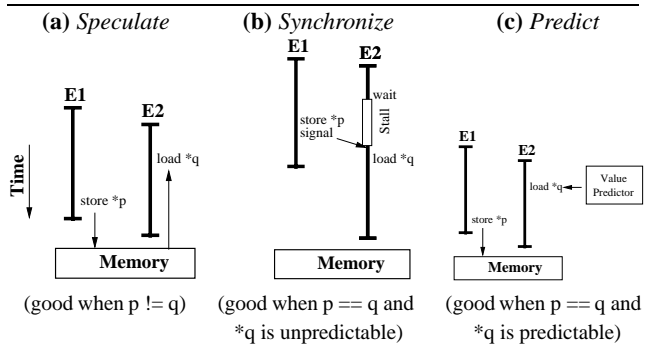 (a) Speculate
E1
E2
Time
load *q
store *p
Memory
(good when p != q)
(b) Synchronize
E1
E2
wait
Stall
store *p
signal
load *q
Memory
(good when p == q and
*q is unpredictable)
(c) Predict
E1
E2
load *q
Value
Predictor
store *p
Memory
(good when p == q and
*q is predictable)